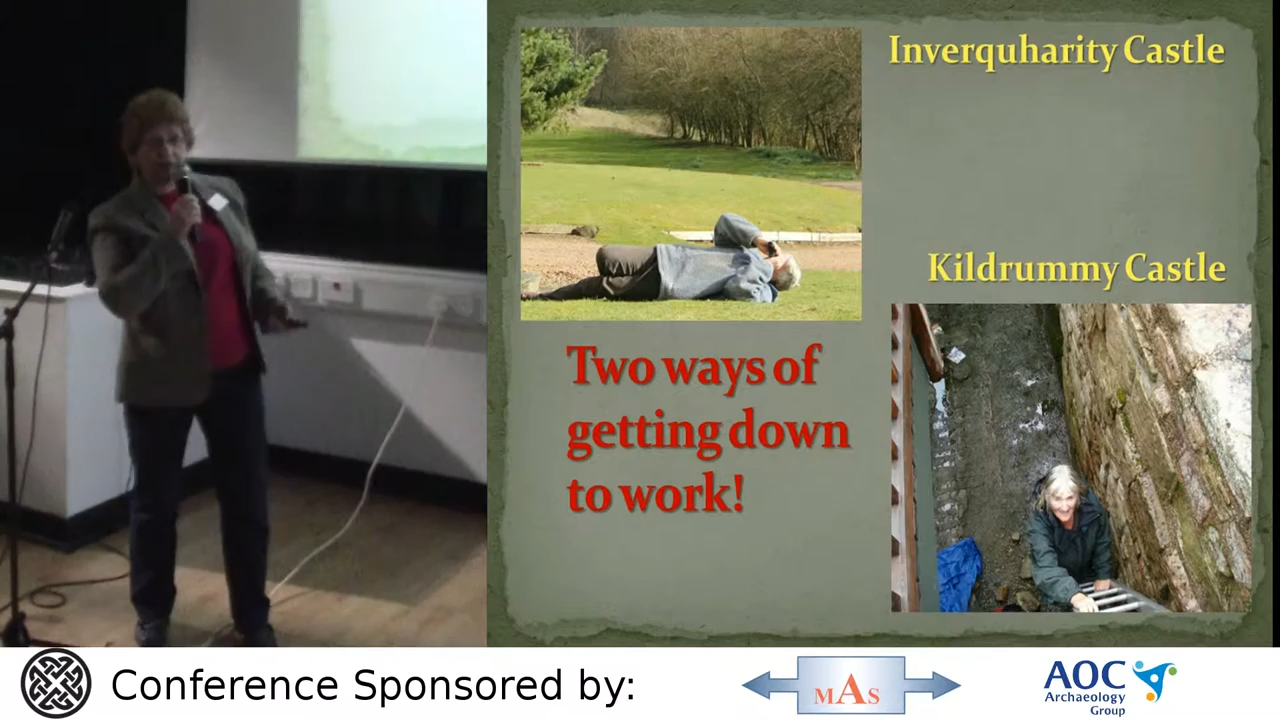 Inverquharity Castle
Kildrummy Castle
Two ways of
getting down
to work!
Conference Sponsored by:
MAS
AOC
Archaeology
Group